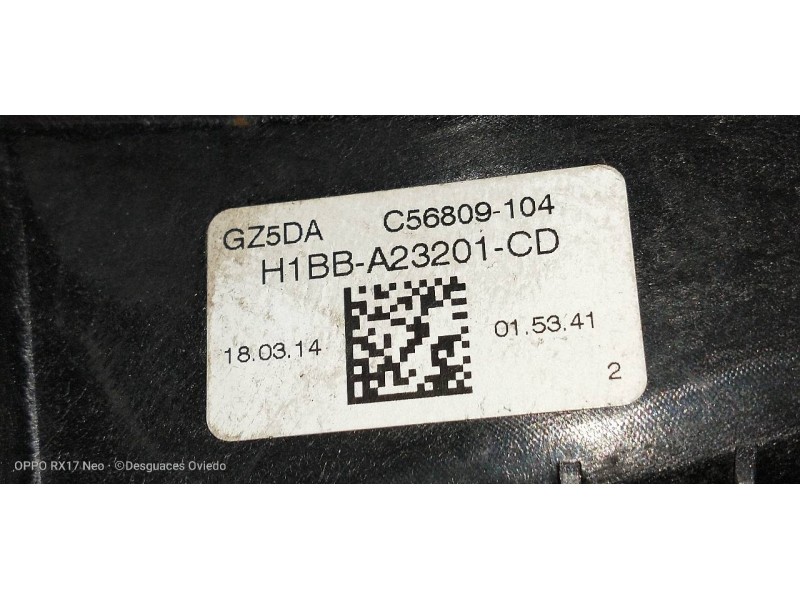 GZ5DA C56809-104
H1BB-A23201-CD
18.03.14 01.53.41
2
OPPO RX17 Neo · ©Desguaces Oviedo